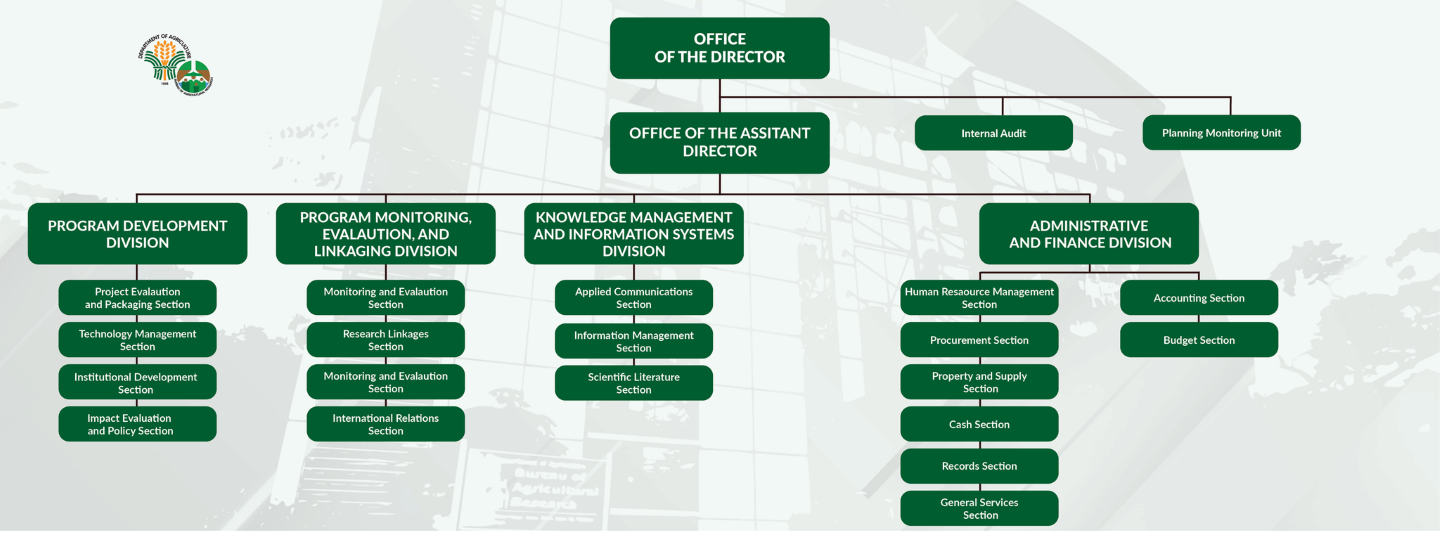 DEPARTMENT OF AGRICULTURE
1898
OFFICE
OF THE DIRECTOR
OFFICE OF THE ASSITANT
DIRECTOR
Internal Audit
Planning Monitoring Unit
PROGRAM DEVELOPMENT
DIVISION
Project Evalaution
and Packaging Section
Technology Management
Section
Institutional Development
Section
Impact Evaluation
and Policy Section
PROGRAM MONITORING,
EVALAUTION, AND
LINKAGING DIVISION
Monitoring and Evalaution
Section
Research Linkages
Section
Monitoring and Evalaution
Section
International Relations
Section
KNOWLEDGE MANAGEMENT
AND INFORMATION SYSTEMS
DIVISION
Applied Communications
Section
Information Management
Section
Scientific Literature
Section
ADMINISTRATIVE
AND FINANCE DIVISION
Human Resaource Management
Section
Procurement Section
Property and Supply
Section
Cash Section
Records Section
General Services
Section
Accounting Section
Budget Section
Bureau of
Agricultural
Research